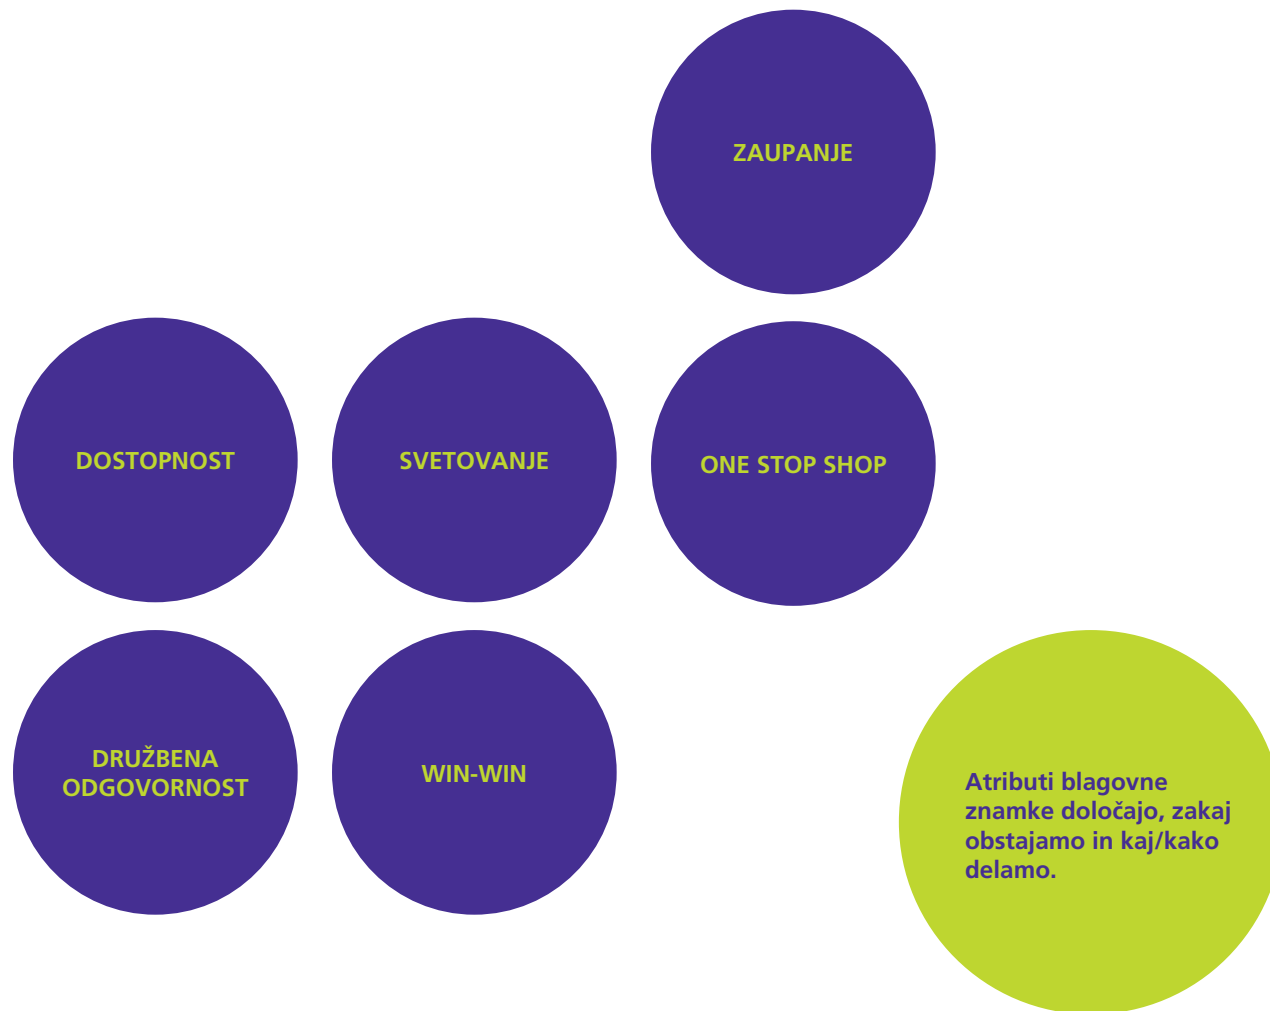 ZAUPANJE
DOSTOPNOST
SVETOVANJE
ONE STOP SHOP
DRUŽBENA
ODGOVORNOST
WIN-WIN
Atributi blagovne
znamke določajo, zakaj
obstajamo in kaj/kako
delamo.